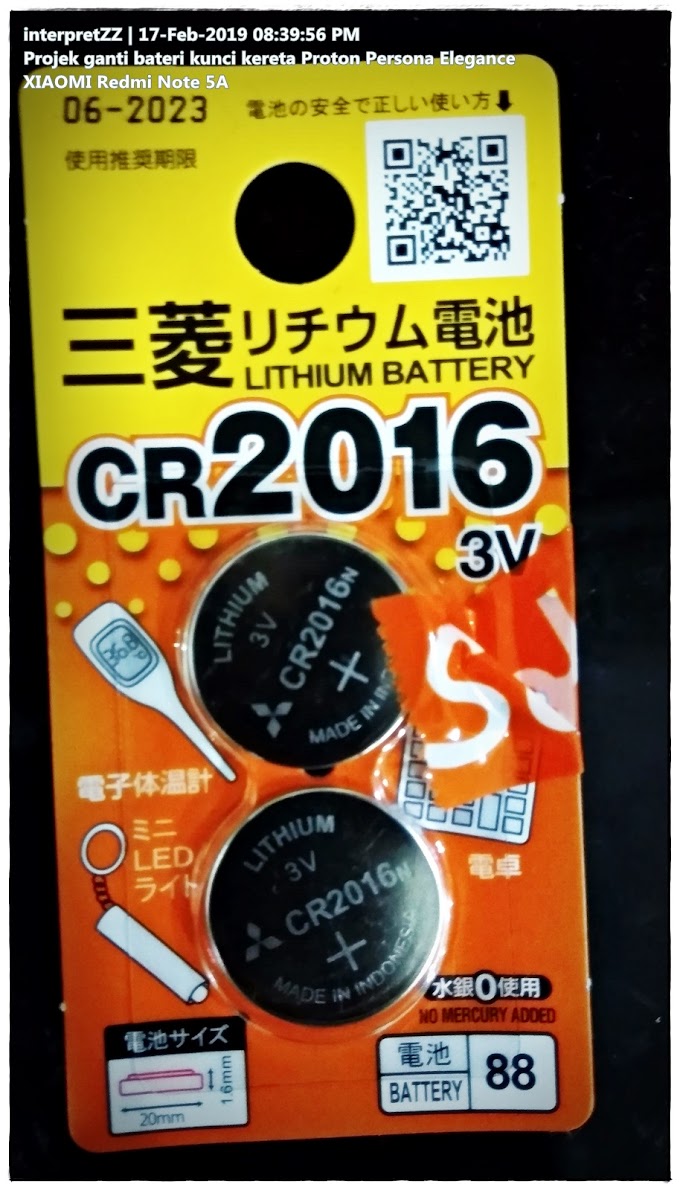 interpretZZ | 17-Feb-2019 08:39:56 PM
Projek ganti bateri kunci kereta Proton Persona Elegance
XIAOMI Redmi Note 5A
06-2023
電池の安全で正しい使い方
使用推奨期限
三菱リチウム電池
LITHIUM BATTERY
CR2016
3V
LITHIUM
3V
CR2016N
MADE IN
36.8℃
電子体温計
ミニ
LED
ライト
電卓
LITHIUM
3V
CR2016N
MADE IN INDONESIA
水銀0使用
NO MERCURY ADDED
電池サイズ
1.6mm
20mm
電池
BATTERY
88